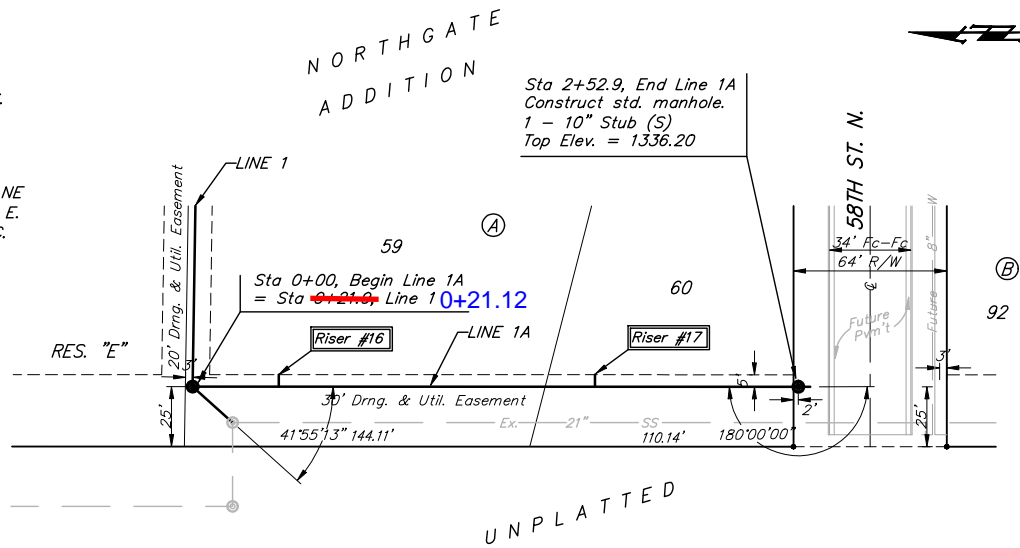 NORTHGATE
ADDITION
Sta 2+52.9, End Line 1A
Construct std. manhole.
1 - 10" Stub (S)
Top Elev. = 1336.20
NE
E.
LINE 1
20' Drng. & Util. Easement
A
59
60
58TH ST. N.
34' Fc-Fc
64' R/W
℄
Future
Pvm't
Future 8" W
B
92
Sta 0+00, Begin Line 1A
= Sta 0+21.9, Line 1 0+21.12
RES. "E"
Riser #16
LINE 1A
Riser #17
3'
5'
3'
30' Drng. & Util. Easement
2'
25'
Ex. 21" SS
25'
41°55'13"
144.11'
110.14'
180°00'00"
UNPLATTED